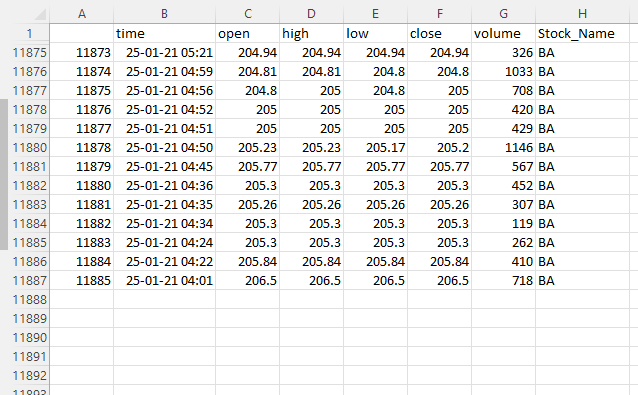 A B C D E F G H
1 time open high low close volume Stock_Name
11875 11873 25-01-21 05:21 204.94 204.94 204.94 204.94 326 BA
11876 11874 25-01-21 04:59 204.81 204.81 204.8 204.8 1033 BA
11877 11875 25-01-21 04:56 204.8 205 204.8 205 708 BA
11878 11876 25-01-21 04:52 205 205 205 205 420 BA
11879 11877 25-01-21 04:51 205 205 205 205 429 BA
11880 11878 25-01-21 04:50 205.23 205.23 205.17 205.2 1146 BA
11881 11879 25-01-21 04:45 205.77 205.77 205.77 205.77 567 BA
11882 11880 25-01-21 04:36 205.3 205.3 205.3 205.3 452 BA
11883 11881 25-01-21 04:35 205.26 205.26 205.26 205.26 307 BA
11884 11882 25-01-21 04:34 205.3 205.3 205.3 205.3 119 BA
11885 11883 25-01-21 04:24 205.3 205.3 205.3 205.3 262 BA
11886 11884 25-01-21 04:22 205.84 205.84 205.84 205.84 410 BA
11887 11885 25-01-21 04:01 206.5 206.5 206.5 206.5 718 BA
11888
11889
11890
11891
11892
11893